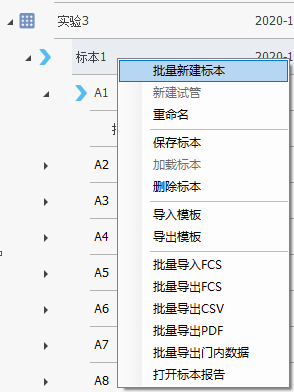 实验3 2020-1
标本1 2020-1
批量新建标本
A1 新建试管
重命名
保存标本
A2 加载标本
删除标本
A3 导入模板
A4 导出模板
A5 批量导入FCS
批量导出FCS
A6 批量导出CSV
批量导出PDF
A7 批量导出门内数据
A8 打开标本报告